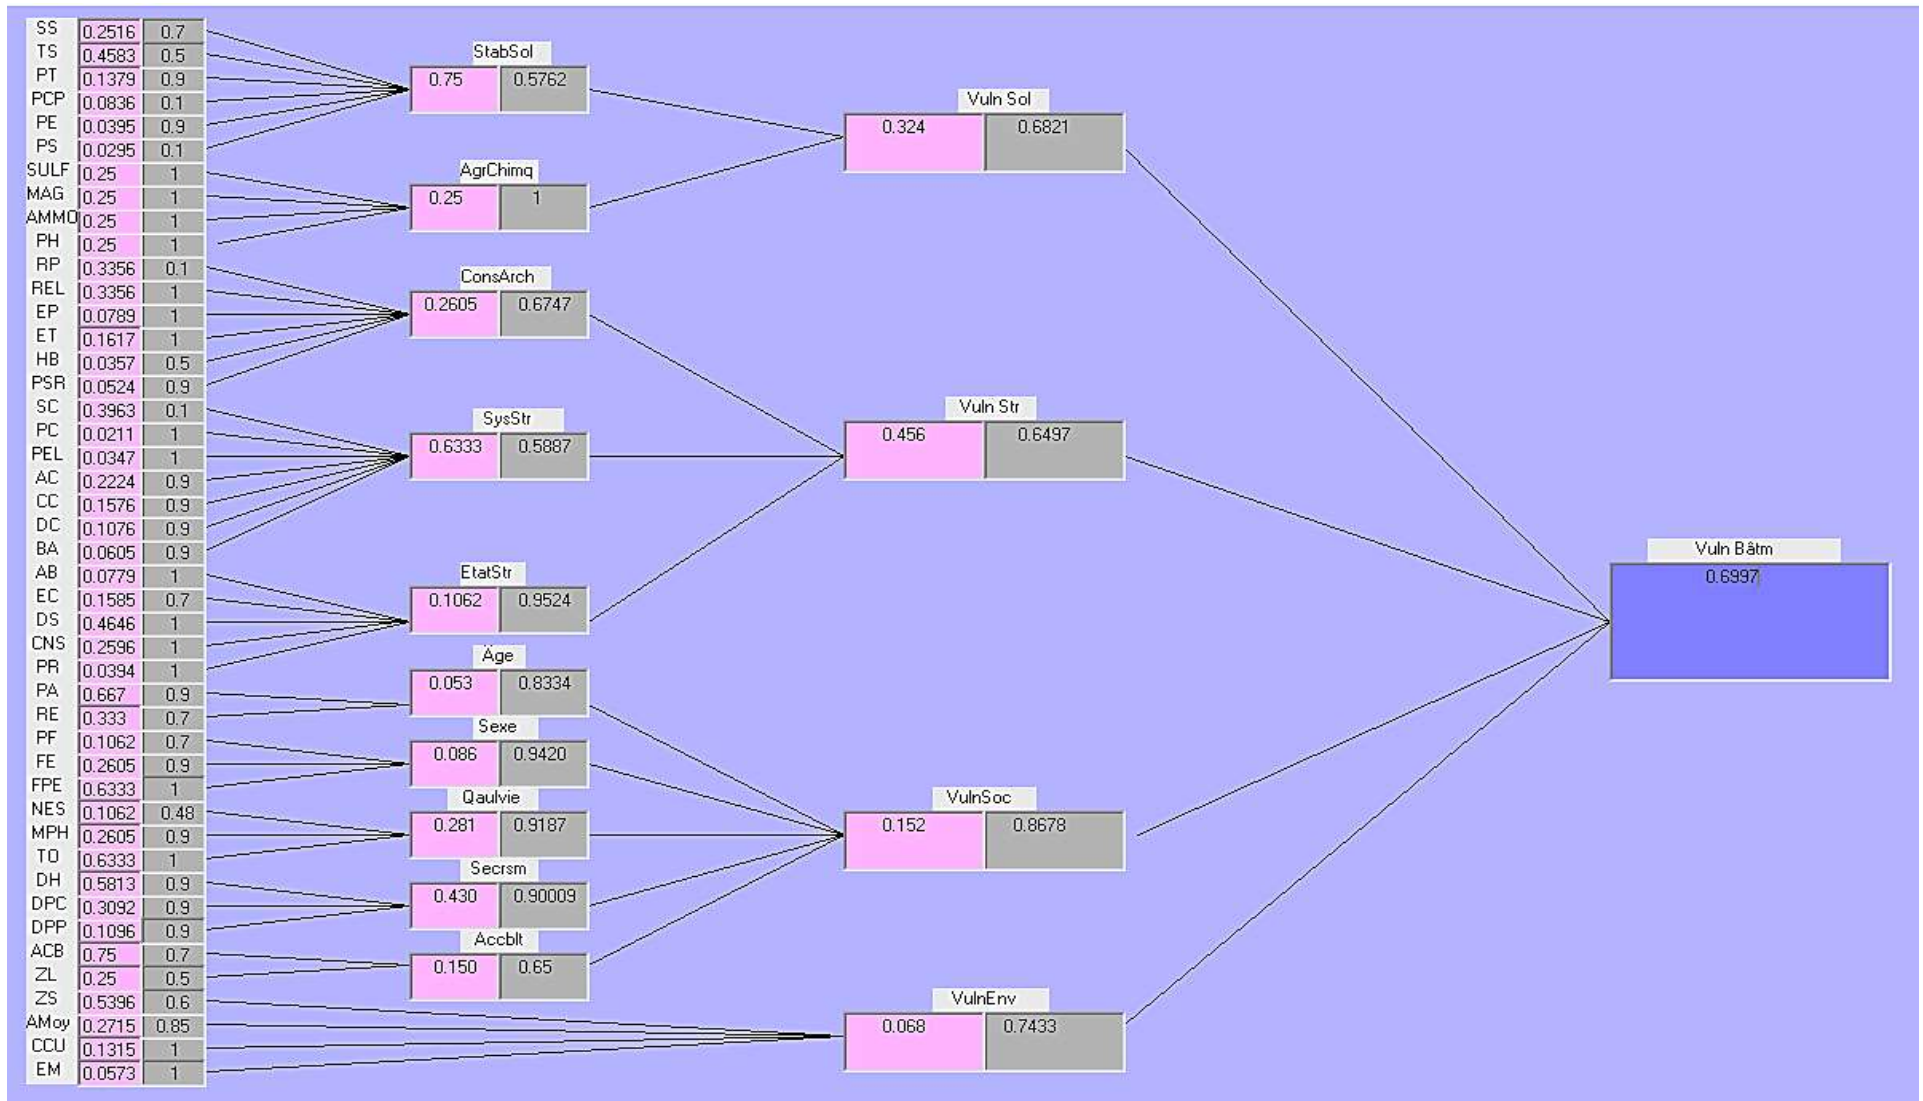 SS 0.2516 0.7
TS 0.4583 0.5
PT 0.1379 0.9
PCP 0.0836 0.1
PE 0.0395 0.9
PS 0.0295 0.1
SULF 0.25 1
MAG 0.25 1
AMMO 0.25 1
PH 0.25 1
RP 0.3356 0.1
REL 0.3356 1
EP 0.0789 1
ET 0.1617 1
HB 0.0357 0.5
PSR 0.0524 0.9
SC 0.3963 0.1
PC 0.0211 1
PEL 0.0347 1
AC 0.2224 0.9
CC 0.1576 0.9
DC 0.1076 0.9
BA 0.0605 0.9
AB 0.0779 1
EC 0.1585 0.7
DS 0.4646 1
CNS 0.2596 1
PR 0.0394 1
PA 0.667 0.9
RE 0.333 0.7
PF 0.1062 0.7
FE 0.2605 0.9
FPE 0.6333 1
NES 0.1062 0.48
MPH 0.2605 0.9
TO 0.6333 1
DH 0.5813 0.9
DPC 0.3092 0.9
DPP 0.1096 0.9
ACB 0.75 0.7
ZL 0.25 0.5
ZS 0.5396 0.6
AMoy 0.2715 0.85
CCU 0.1315 1
EM 0.0573 1
StabSol
0.75 0.5762
AgrChimq
0.25 1
ConsArch
0.2605 0.6747
SysStr
0.6333 0.5887
EtatStr
0.1062 0.9524
Âge
0.053 0.8334
Sexe
0.086 0.9420
Qaulvie
0.281 0.9187
Secrsm
0.430 0.90009
Accblt
0.150 0.65
Vuln Sol
0.324 0.6821
Vuln Str
0.456 0.6497
VulnSoc
0.152 0.8678
VulnEnv
0.068 0.7433
Vuln Bâtm
0.6997